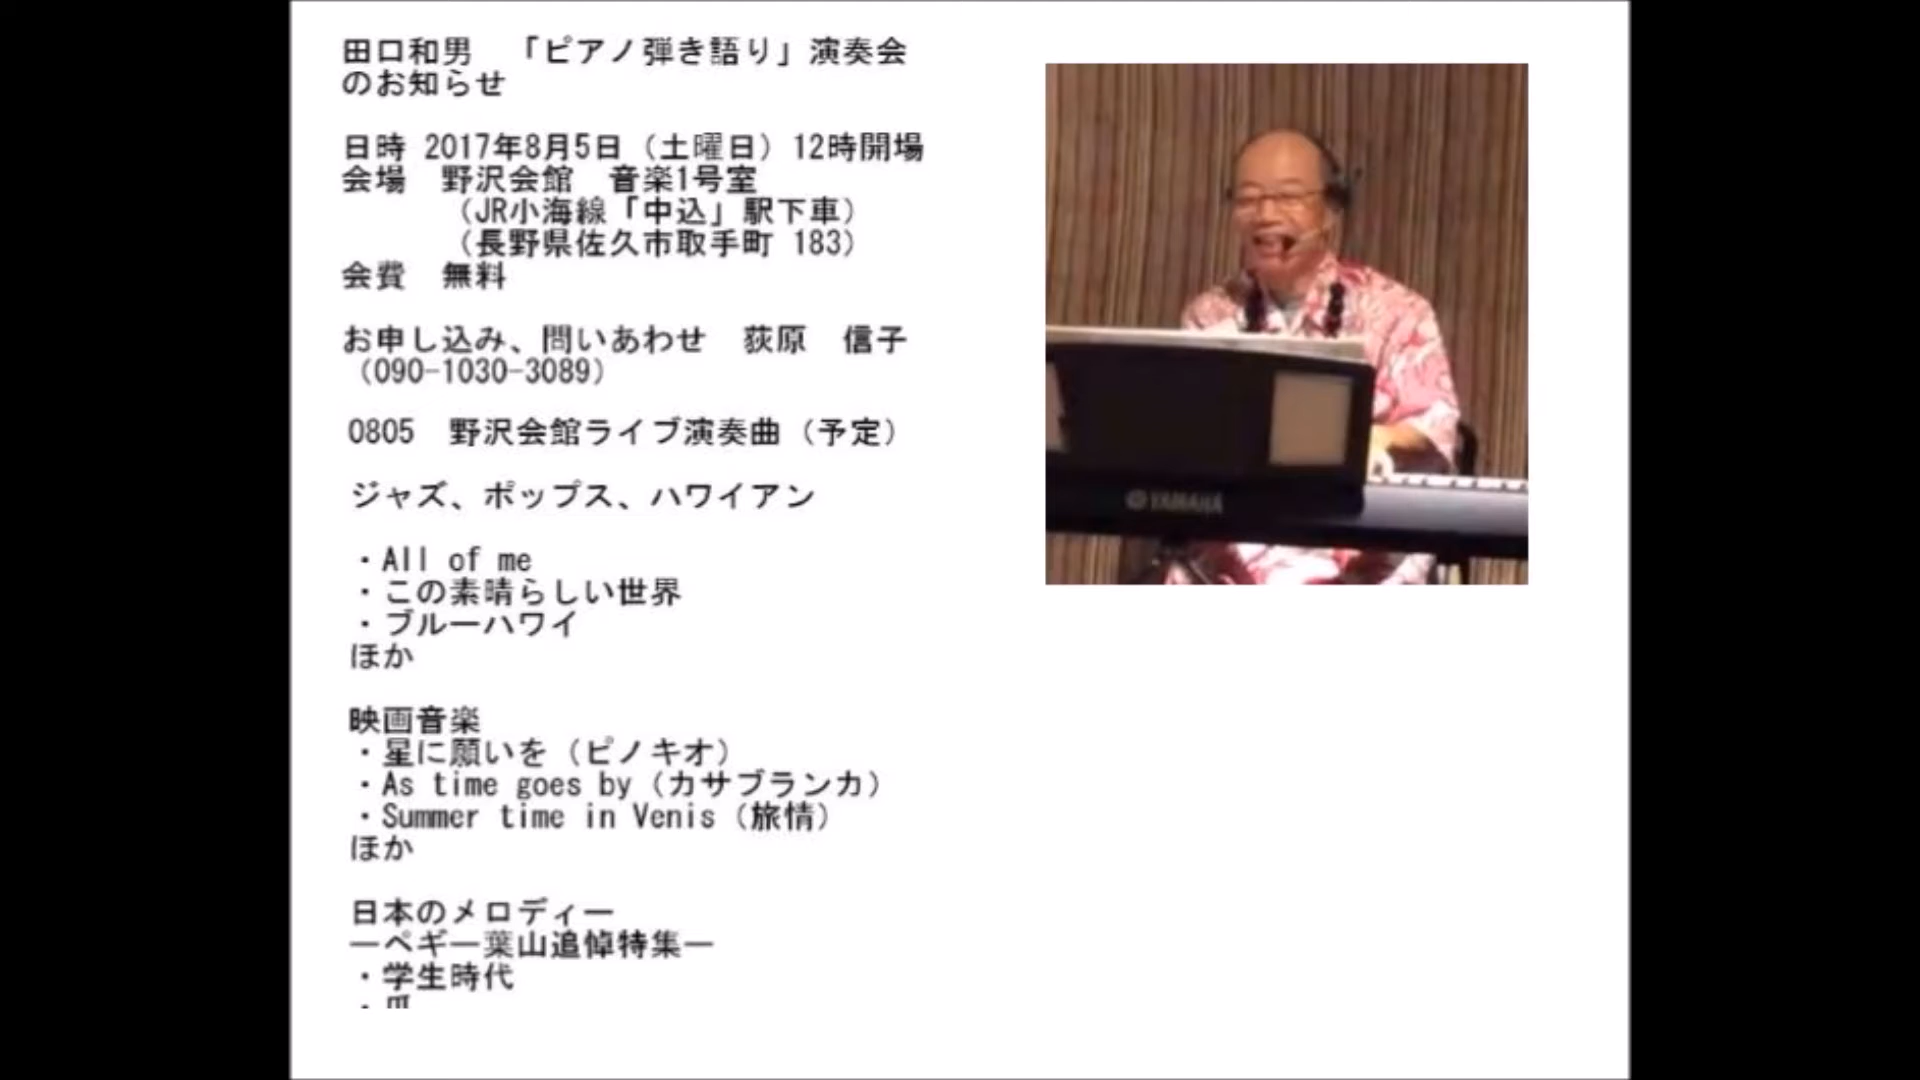 田口和男　「ピアノ弾き語り」演奏会
のお知らせ
日時 2017年8月5日（土曜日）12時開場
会場　野沢会館　音楽1号室
（JR小海線「中込」駅下車）
（長野県佐久市取手町 183）
会費　無料
お申し込み、問いあわせ　荻原　信子
（090-1030-3089）
0805　野沢会館ライブ演奏曲（予定）
ジャズ、ポップス、ハワイアン
・All of me
・この素晴らしい世界
・ブルーハワイ
ほか
映画音楽
・星に願いを（ピノキオ）
・As time goes by（カサブランカ）
・Summer time in Venis（旅情）
ほか
日本のメロディー
ーペギー葉山追悼特集ー
・学生時代
YAMAHA